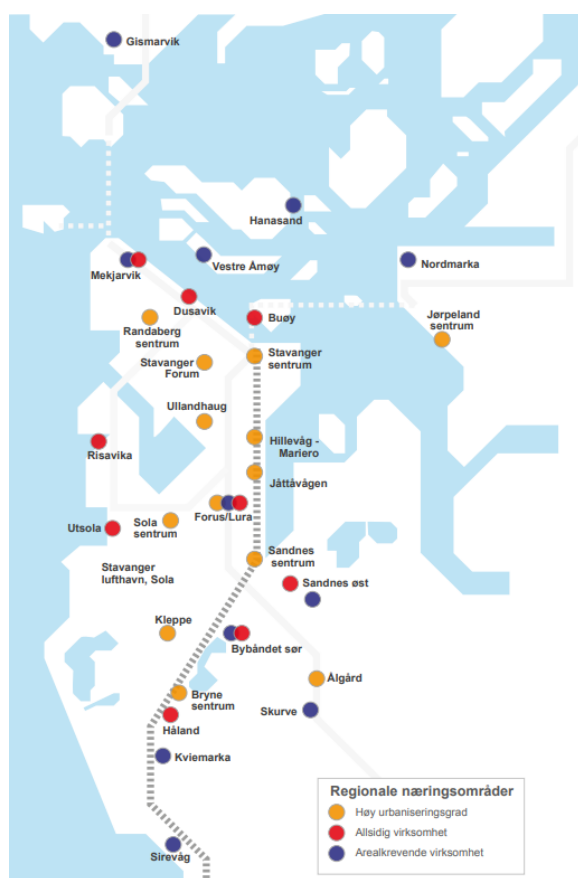 Gismarvik
Hanasand
Mekjarvik
Vestre Åmøy
Nordmarka
Dusavik
Randaberg
sentrum
Buøy
Jørpeland
sentrum
Stavanger
Forum
Stavanger
sentrum
Ullandhaug
Hillevåg -
Mariero
Risavika
Jåttåvågen
Utsola
Sola
sentrum
Forus/Lura
Stavanger
lufthavn, Sola
Sandnes
sentrum
Sandnes øst
Kleppe
Bybåndet sør
Bryne
sentrum
Ålgård
Håland
Skurve
Kviemarka
Sirevåg
Regionale næringsområder
Høy urbaniseringsgrad
Allsidig virksomhet
Arealkrevende virksomhet